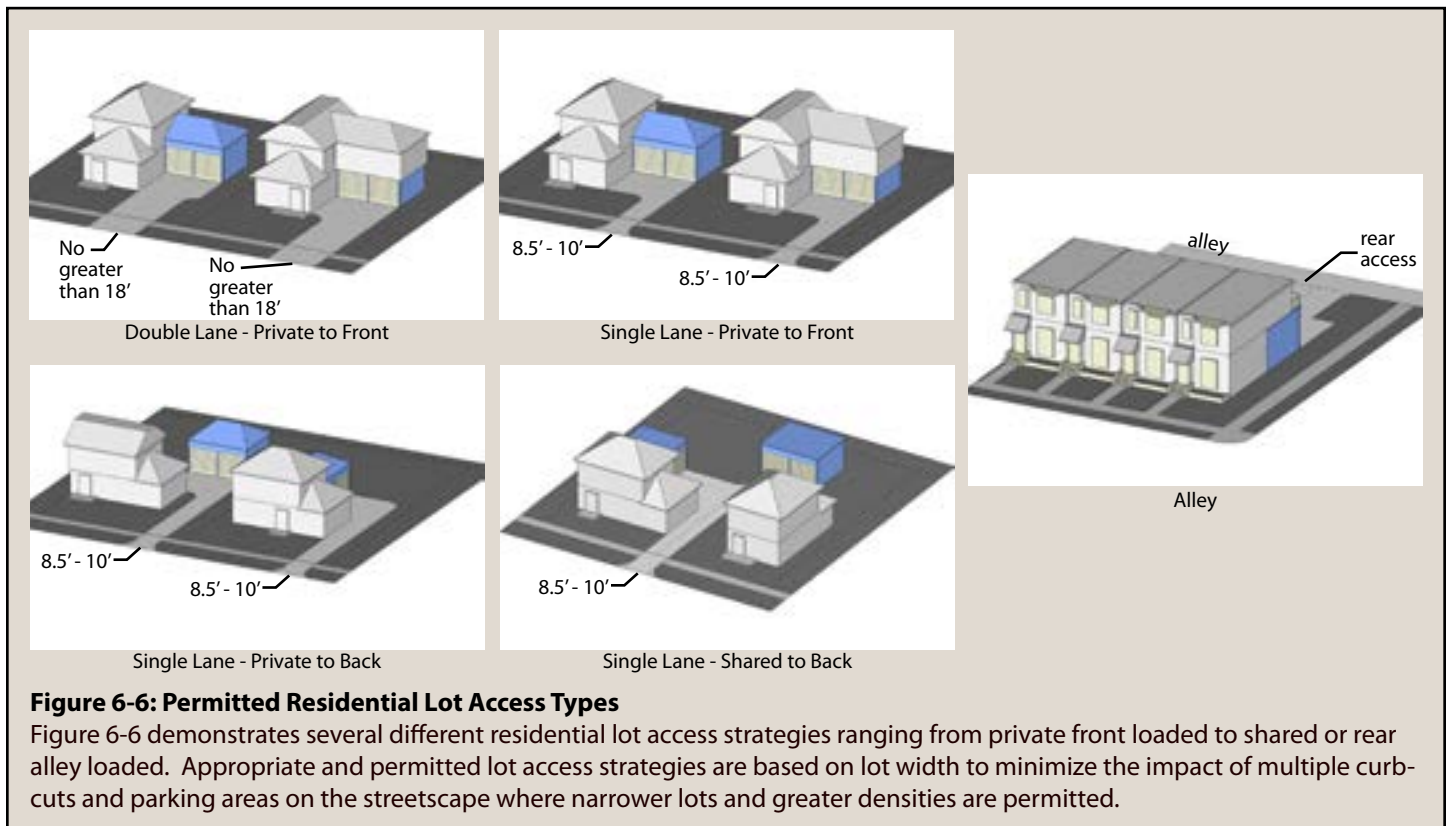 No
greater
than 18’
No
greater
than 18’
Double Lane - Private to Front
8.5’ - 10’
8.5’ - 10’
Single Lane - Private to Front
alley
rear
access
Alley
8.5’ - 10’
8.5’ - 10’
Single Lane - Private to Back
8.5’ - 10’
Single Lane - Shared to Back
Figure 6-6: Permitted Residential Lot Access Types
Figure 6-6 demonstrates several different residential lot access strategies ranging from private front loaded to shared or rear
alley loaded.  Appropriate and permitted lot access strategies are based on lot width to minimize the impact of multiple curb-
cuts and parking areas on the streetscape where narrower lots and greater densities are permitted.